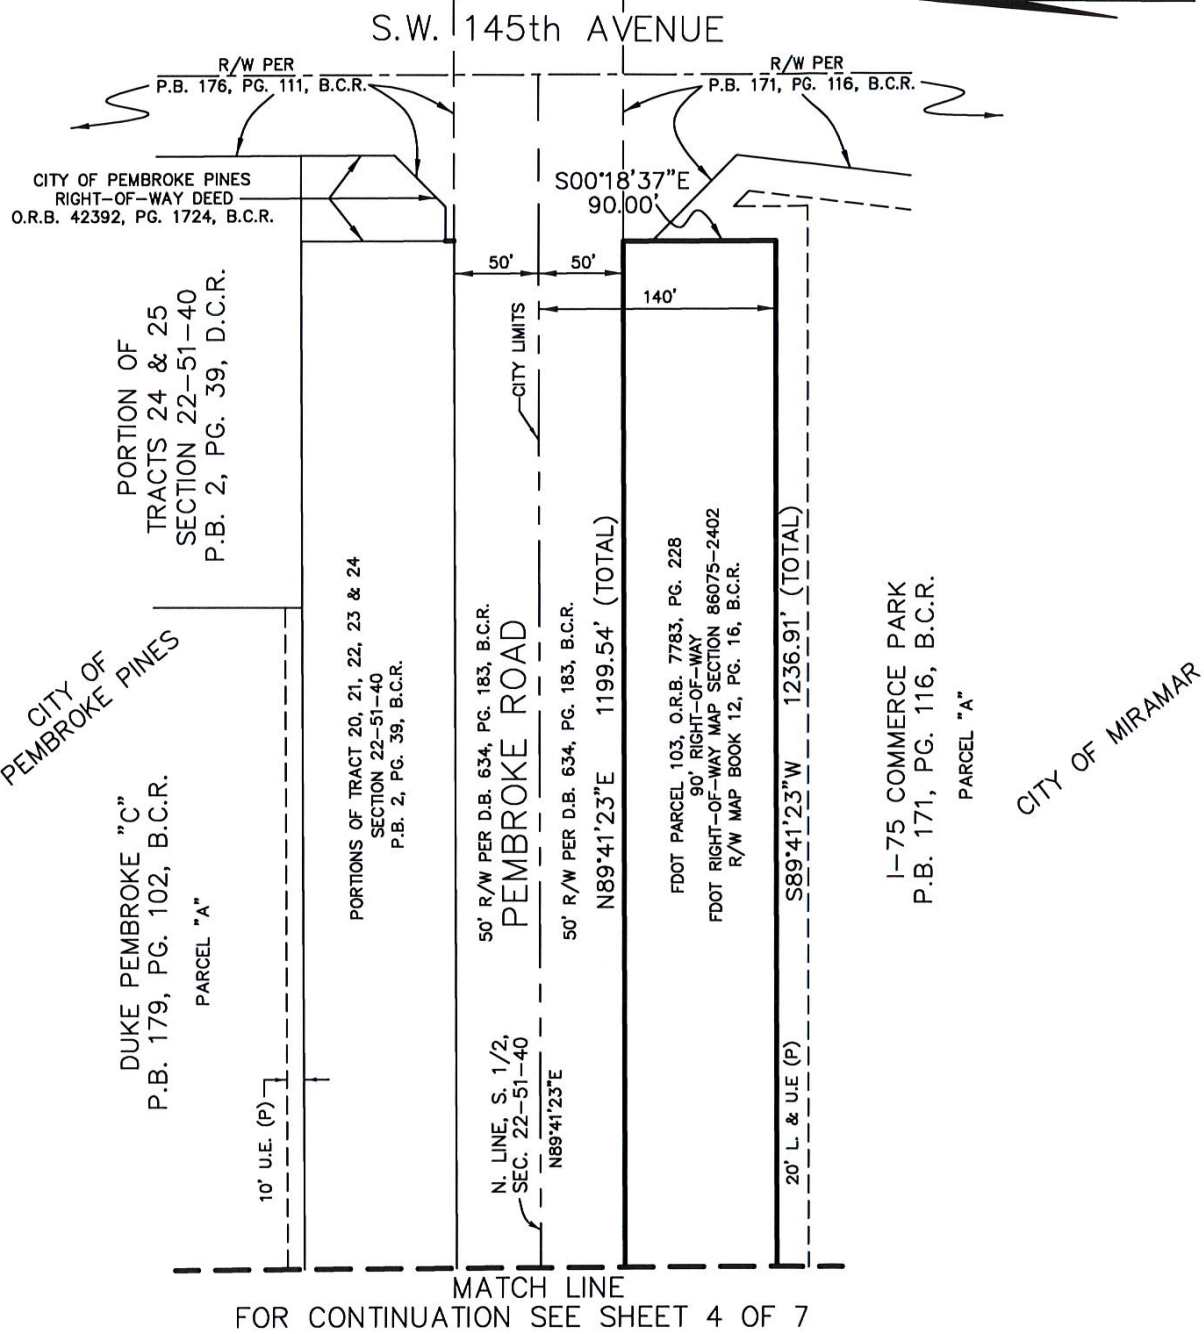 S.W. 145th AVENUE
R/W PER
P.B. 176, PG. 111, B.C.R.
R/W PER
P.B. 171, PG. 116, B.C.R.
CITY OF PEMBROKE PINES
RIGHT-OF-WAY DEED
O.R.B. 42392, PG. 1724, B.C.R.
S00°18'37"E
90.00'
50'
50'
140'
CITY LIMITS
PORTION OF
TRACTS 24 & 25
SECTION 22-51-40
P.B. 2, PG. 39, D.C.R.
CITY OF
PEMBROKE PINES
DUKE PEMBROKE "C"
P.B. 179, PG. 102, B.C.R.
PARCEL "A"
10' U.E. (P)
PORTIONS OF TRACT 20, 21, 22, 23 & 24
SECTION 22-51-40
P.B. 2, PG. 39, B.C.R.
50' R/W PER D.B. 634, PG. 183, B.C.R.
PEMBROKE ROAD
50' R/W PER D.B. 634, PG. 183, B.C.R.
N89°41'23"E 1199.54' (TOTAL)
N. LINE, S. 1/2,
SEC. 22-51-40
N89°41'23"E
FDOT PARCEL 103, O.R.B. 7783, PG. 228
90' RIGHT-OF-WAY
FDOT RIGHT-OF-WAY MAP SECTION 86075-2402
R/W MAP BOOK 12, PG. 16, B.C.R.
S89°41'23"W 1236.91' (TOTAL)
20' L. & U.E (P)
I-75 COMMERCE PARK
P.B. 171, PG. 116, B.C.R.
PARCEL "A"
CITY OF MIRAMAR
MATCH LINE
FOR CONTINUATION SEE SHEET 4 OF 7